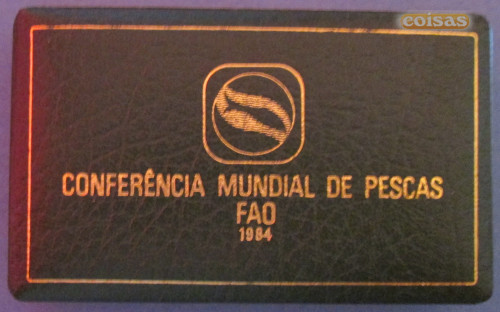 eoisas
CONFERÊNCIA MUNDIAL DE PESCAS
FAO
1984